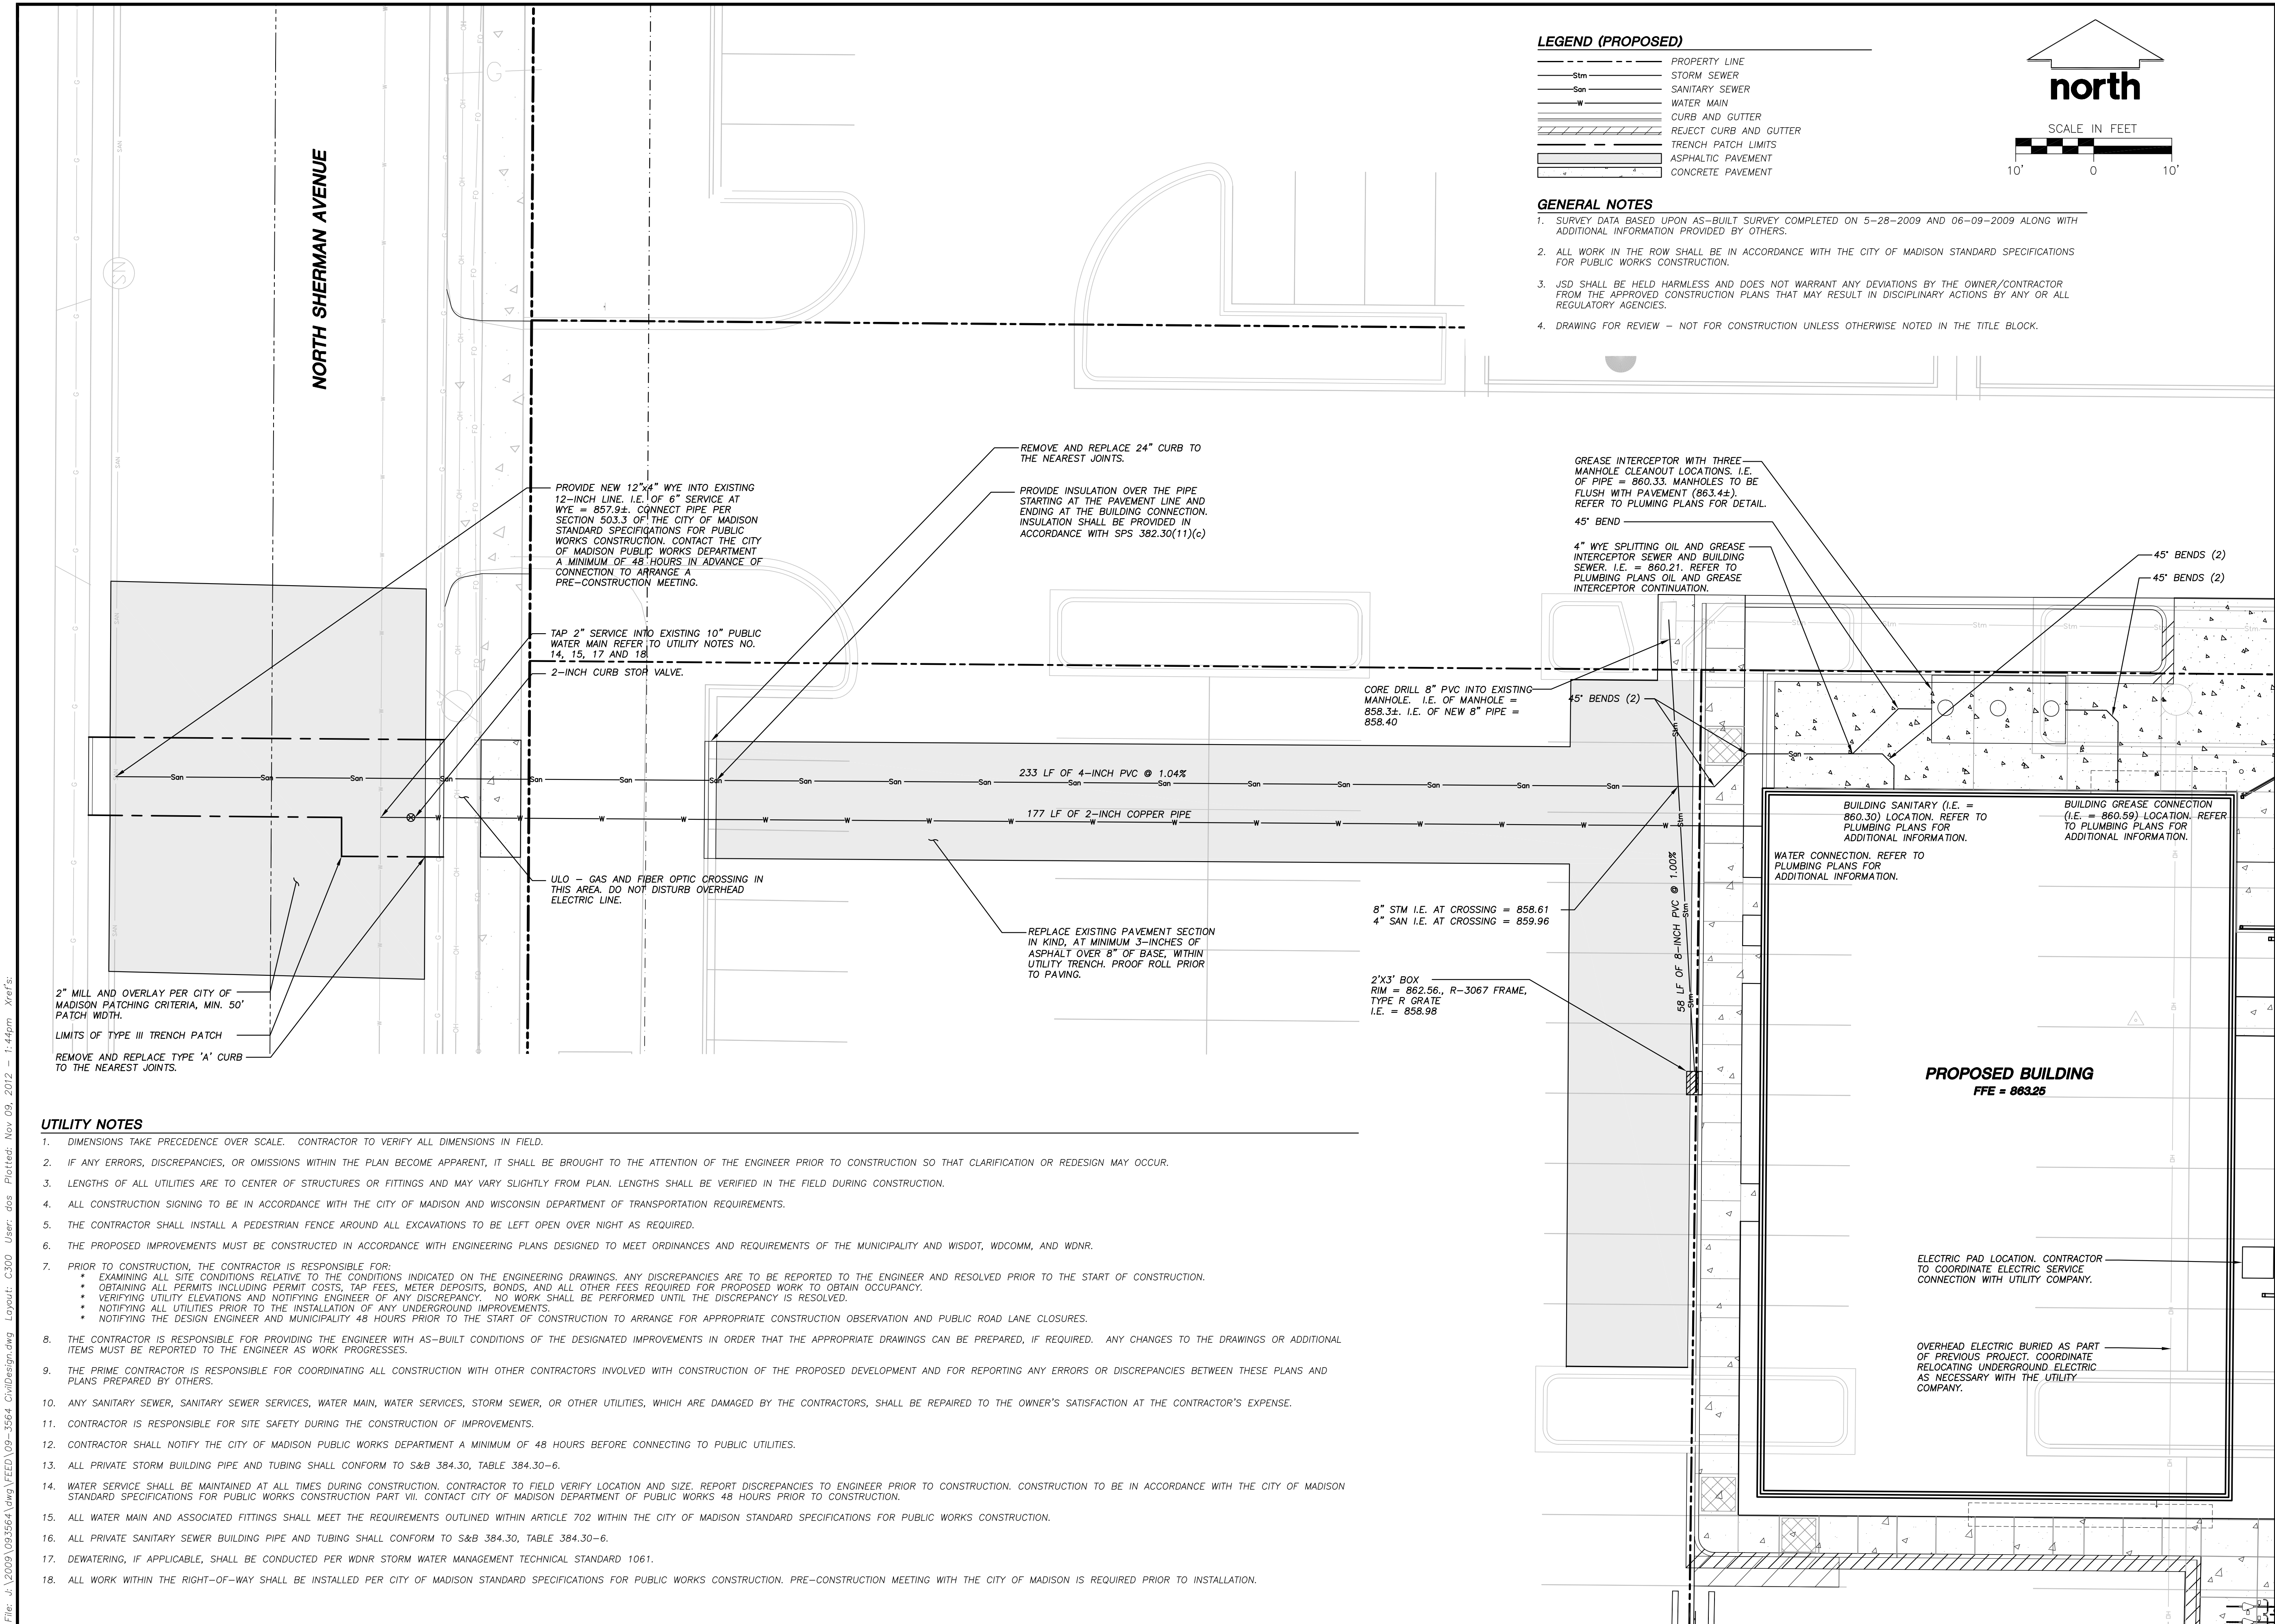 LEGEND (PROPOSED)
PROPERTY LINE
Stm
STORM SEWER
San
SANITARY SEWER
W
WATER MAIN
CURB AND GUTTER
REJECT CURB AND GUTTER
TRENCH PATCH LIMITS
ASPHALTIC PAVEMENT
CONCRETE PAVEMENT
north
SCALE IN FEET
10' 0 10'
GENERAL NOTES
1. SURVEY DATA BASED UPON AS-BUILT SURVEY COMPLETED ON 5-28-2009 AND 06-09-2009 ALONG WITH
ADDITIONAL INFORMATION PROVIDED BY OTHERS.
2. ALL WORK IN THE ROW SHALL BE IN ACCORDANCE WITH THE CITY OF MADISON STANDARD SPECIFICATIONS
FOR PUBLIC WORKS CONSTRUCTION.
3. JSD SHALL BE HELD HARMLESS AND DOES NOT WARRANT ANY DEVIATIONS BY THE OWNER/CONTRACTOR
FROM THE APPROVED CONSTRUCTION PLANS THAT MAY RESULT IN DISCIPLINARY ACTIONS BY ANY OR ALL
REGULATORY AGENCIES.
4. DRAWING FOR REVIEW - NOT FOR CONSTRUCTION UNLESS OTHERWISE NOTED IN THE TITLE BLOCK.
NORTH SHERMAN AVENUE
PROVIDE NEW 12"x4" WYE INTO EXISTING
12-INCH LINE. I.E. OF 6" SERVICE AT
WYE = 857.9±. CONNECT PIPE PER
SECTION 503.3 OF THE CITY OF MADISON
STANDARD SPECIFICATIONS FOR PUBLIC
WORKS CONSTRUCTION. CONTACT THE CITY
OF MADISON PUBLIC WORKS DEPARTMENT
A MINIMUM OF 48 HOURS IN ADVANCE OF
CONNECTION TO ARRANGE A
PRE-CONSTRUCTION MEETING.
TAP 2" SERVICE INTO EXISTING 10" PUBLIC
WATER MAIN REFER TO UTILITY NOTES NO.
14, 15, 17 AND 18
2-INCH CURB STOP VALVE.
REMOVE AND REPLACE 24" CURB TO
THE NEAREST JOINTS.
PROVIDE INSULATION OVER THE PIPE
STARTING AT THE PAVEMENT LINE AND
ENDING AT THE BUILDING CONNECTION.
INSULATION SHALL BE PROVIDED IN
ACCORDANCE WITH SPS 382.30(11)(c)
GREASE INTERCEPTOR WITH THREE
MANHOLE CLEANOUT LOCATIONS. I.E.
OF PIPE = 860.33. MANHOLES TO BE
FLUSH WITH PAVEMENT (863.4±).
REFER TO PLUMING PLANS FOR DETAIL.
45° BEND
4" WYE SPLITTING OIL AND GREASE
INTERCEPTOR SEWER AND BUILDING
SEWER. I.E. = 860.21. REFER TO
PLUMBING PLANS OIL AND GREASE
INTERCEPTOR CONTINUATION.
45° BENDS (2)
45° BENDS (2)
CORE DRILL 8" PVC INTO EXISTING
MANHOLE. I.E. OF MANHOLE =
858.3±. I.E. OF NEW 8" PIPE =
858.40
45° BENDS (2)
233 LF OF 4-INCH PVC @ 1.04%
177 LF OF 2-INCH COPPER PIPE
58 LF OF 8-INCH PVC @ 1.00%
BUILDING SANITARY (I.E. =
860.30) LOCATION. REFER TO
PLUMBING PLANS FOR
ADDITIONAL INFORMATION.
BUILDING GREASE CONNECTION
(I.E. = 860.59) LOCATION. REFER
TO PLUMBING PLANS FOR
ADDITIONAL INFORMATION.
WATER CONNECTION. REFER TO
PLUMBING PLANS FOR
ADDITIONAL INFORMATION.
ULO - GAS AND FIBER OPTIC CROSSING IN
THIS AREA. DO NOT DISTURB OVERHEAD
ELECTRIC LINE.
REPLACE EXISTING PAVEMENT SECTION
IN KIND, AT MINIMUM 3-INCHES OF
ASPHALT OVER 8" OF BASE, WITHIN
UTILITY TRENCH. PROOF ROLL PRIOR
TO PAVING.
8" STM I.E. AT CROSSING = 858.61
4" SAN I.E. AT CROSSING = 859.96
2'X3' BOX
RIM = 862.56., R-3067 FRAME,
TYPE R GRATE
I.E. = 858.98
2" MILL AND OVERLAY PER CITY OF
MADISON PATCHING CRITERIA, MIN. 50'
PATCH WIDTH.
LIMITS OF TYPE III TRENCH PATCH
REMOVE AND REPLACE TYPE 'A' CURB
TO THE NEAREST JOINTS.
PROPOSED BUILDING
FFE = 863.25
ELECTRIC PAD LOCATION. CONTRACTOR
TO COORDINATE ELECTRIC SERVICE
CONNECTION WITH UTILITY COMPANY.
OVERHEAD ELECTRIC BURIED AS PART
OF PREVIOUS PROJECT. COORDINATE
RELOCATING UNDERGROUND ELECTRIC
AS NECESSARY WITH THE UTILITY
COMPANY.
UTILITY NOTES
1. DIMENSIONS TAKE PRECEDENCE OVER SCALE. CONTRACTOR TO VERIFY ALL DIMENSIONS IN FIELD.
2. IF ANY ERRORS, DISCREPANCIES, OR OMISSIONS WITHIN THE PLAN BECOME APPARENT, IT SHALL BE BROUGHT TO THE ATTENTION OF THE ENGINEER PRIOR TO CONSTRUCTION SO THAT CLARIFICATION OR REDESIGN MAY OCCUR.
3. LENGTHS OF ALL UTILITIES ARE TO CENTER OF STRUCTURES OR FITTINGS AND MAY VARY SLIGHTLY FROM PLAN. LENGTHS SHALL BE VERIFIED IN THE FIELD DURING CONSTRUCTION.
4. ALL CONSTRUCTION SIGNING TO BE IN ACCORDANCE WITH THE CITY OF MADISON AND WISCONSIN DEPARTMENT OF TRANSPORTATION REQUIREMENTS.
5. THE CONTRACTOR SHALL INSTALL A PEDESTRIAN FENCE AROUND ALL EXCAVATIONS TO BE LEFT OPEN OVER NIGHT AS REQUIRED.
6. THE PROPOSED IMPROVEMENTS MUST BE CONSTRUCTED IN ACCORDANCE WITH ENGINEERING PLANS DESIGNED TO MEET ORDINANCES AND REQUIREMENTS OF THE MUNICIPALITY AND WISDOT, WDCOMM, AND WDNR.
7. PRIOR TO CONSTRUCTION, THE CONTRACTOR IS RESPONSIBLE FOR:
* EXAMINING ALL SITE CONDITIONS RELATIVE TO THE CONDITIONS INDICATED ON THE ENGINEERING DRAWINGS. ANY DISCREPANCIES ARE TO BE REPORTED TO THE ENGINEER AND RESOLVED PRIOR TO THE START OF CONSTRUCTION.
* OBTAINING ALL PERMITS INCLUDING PERMIT COSTS, TAP FEES, METER DEPOSITS, BONDS, AND ALL OTHER FEES REQUIRED FOR PROPOSED WORK TO OBTAIN OCCUPANCY.
* VERIFYING UTILITY ELEVATIONS AND NOTIFYING ENGINEER OF ANY DISCREPANCY. NO WORK SHALL BE PERFORMED UNTIL THE DISCREPANCY IS RESOLVED.
* NOTIFYING ALL UTILITIES PRIOR TO THE INSTALLATION OF ANY UNDERGROUND IMPROVEMENTS.
* NOTIFYING THE DESIGN ENGINEER AND MUNICIPALITY 48 HOURS PRIOR TO THE START OF CONSTRUCTION TO ARRANGE FOR APPROPRIATE CONSTRUCTION OBSERVATION AND PUBLIC ROAD LANE CLOSURES.
8. THE CONTRACTOR IS RESPONSIBLE FOR PROVIDING THE ENGINEER WITH AS-BUILT CONDITIONS OF THE DESIGNATED IMPROVEMENTS IN ORDER THAT THE APPROPRIATE DRAWINGS CAN BE PREPARED, IF REQUIRED. ANY CHANGES TO THE DRAWINGS OR ADDITIONAL
ITEMS MUST BE REPORTED TO THE ENGINEER AS WORK PROGRESSES.
9. THE PRIME CONTRACTOR IS RESPONSIBLE FOR COORDINATING ALL CONSTRUCTION WITH OTHER CONTRACTORS INVOLVED WITH CONSTRUCTION OF THE PROPOSED DEVELOPMENT AND FOR REPORTING ANY ERRORS OR DISCREPANCIES BETWEEN THESE PLANS AND
PLANS PREPARED BY OTHERS.
10. ANY SANITARY SEWER, SANITARY SEWER SERVICES, WATER MAIN, WATER SERVICES, STORM SEWER, OR OTHER UTILITIES, WHICH ARE DAMAGED BY THE CONTRACTORS, SHALL BE REPAIRED TO THE OWNER'S SATISFACTION AT THE CONTRACTOR'S EXPENSE.
11. CONTRACTOR IS RESPONSIBLE FOR SITE SAFETY DURING THE CONSTRUCTION OF IMPROVEMENTS.
12. CONTRACTOR SHALL NOTIFY THE CITY OF MADISON PUBLIC WORKS DEPARTMENT A MINIMUM OF 48 HOURS BEFORE CONNECTING TO PUBLIC UTILITIES.
13. ALL PRIVATE STORM BUILDING PIPE AND TUBING SHALL CONFORM TO S&B 384.30, TABLE 384.30-6.
14. WATER SERVICE SHALL BE MAINTAINED AT ALL TIMES DURING CONSTRUCTION. CONTRACTOR TO FIELD VERIFY LOCATION AND SIZE. REPORT DISCREPANCIES TO ENGINEER PRIOR TO CONSTRUCTION. CONSTRUCTION TO BE IN ACCORDANCE WITH THE CITY OF MADISON
STANDARD SPECIFICATIONS FOR PUBLIC WORKS CONSTRUCTION PART VII. CONTACT CITY OF MADISON DEPARTMENT OF PUBLIC WORKS 48 HOURS PRIOR TO CONSTRUCTION.
15. ALL WATER MAIN AND ASSOCIATED FITTINGS SHALL MEET THE REQUIREMENTS OUTLINED WITHIN ARTICLE 702 WITHIN THE CITY OF MADISON STANDARD SPECIFICATIONS FOR PUBLIC WORKS CONSTRUCTION.
16. ALL PRIVATE SANITARY SEWER BUILDING PIPE AND TUBING SHALL CONFORM TO S&B 384.30, TABLE 384.30-6.
17. DEWATERING, IF APPLICABLE, SHALL BE CONDUCTED PER WDNR STORM WATER MANAGEMENT TECHNICAL STANDARD 1061.
18. ALL WORK WITHIN THE RIGHT-OF-WAY SHALL BE INSTALLED PER CITY OF MADISON STANDARD SPECIFICATIONS FOR PUBLIC WORKS CONSTRUCTION. PRE-CONSTRUCTION MEETING WITH THE CITY OF MADISON IS REQUIRED PRIOR TO INSTALLATION.
File: J:\2009\093564\dwg\FEED\09-3564 CivilDesign.dwg Layout: C300 User: dos Plotted: Nov 09, 2012 - 1:44pm Xref's: